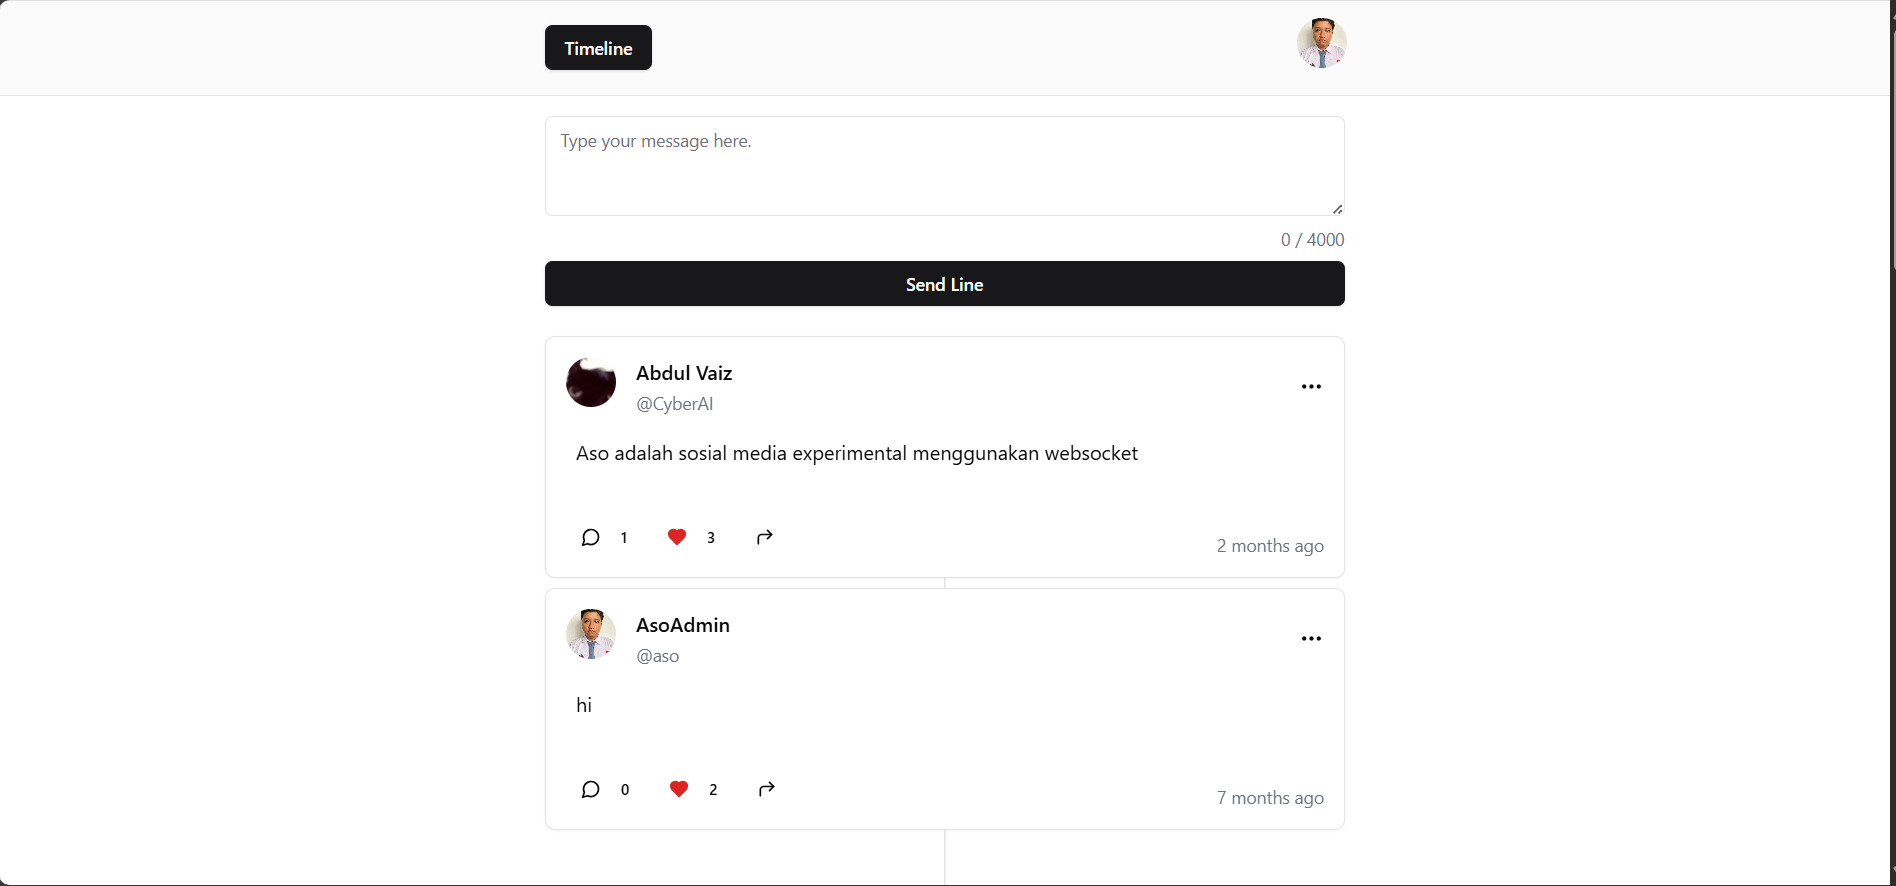 Timeline
Type your message here.
0 / 4000
Send Line
Abdul Vaiz
@CyberAI
Aso adalah sosial media experimental menggunakan websocket
1 3
2 months ago
AsoAdmin
@aso
hi
0 2
7 months ago